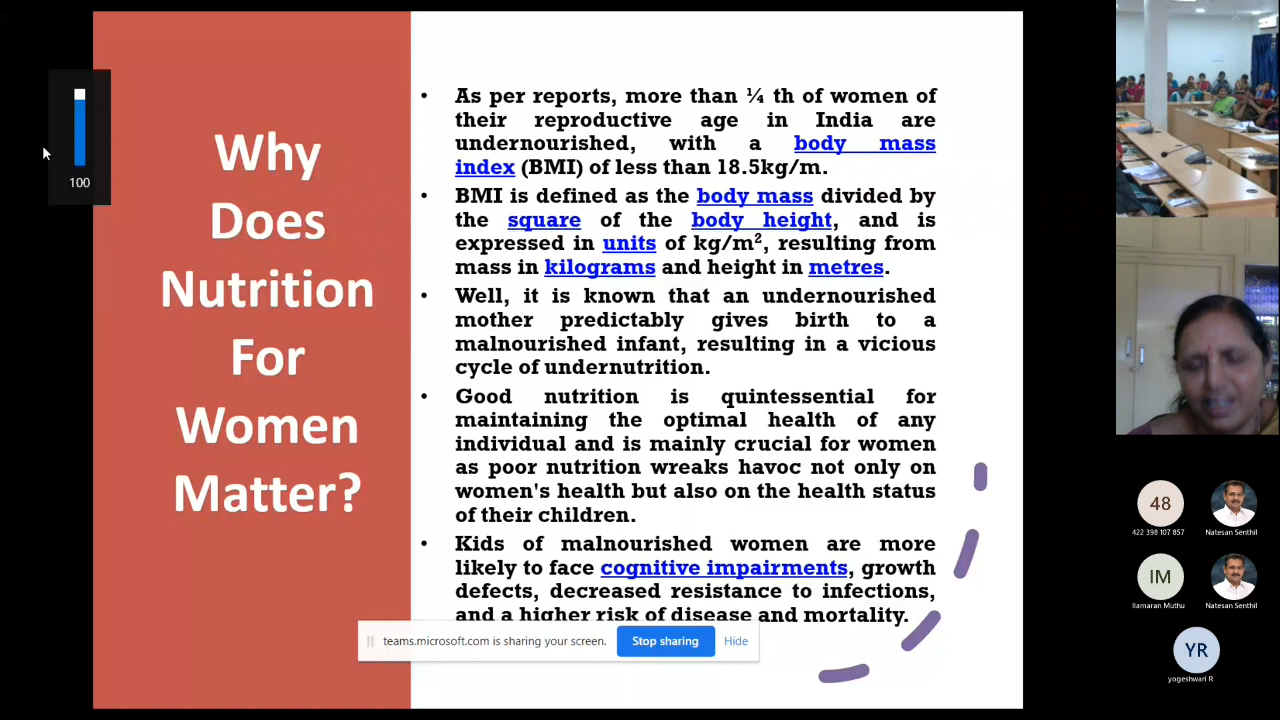 Why
Does
Nutrition
For
Women
Matter?
100
• As per reports, more than ¼ th of women of
their reproductive age in India are
undernourished, with a body mass
index (BMI) of less than 18.5kg/m.
• BMI is defined as the body mass divided by
the square of the body height, and is
expressed in units of kg/m², resulting from
mass in kilograms and height in metres.
• Well, it is known that an undernourished
mother predictably gives birth to a
malnourished infant, resulting in a vicious
cycle of undernutrition.
• Good nutrition is quintessential for
maintaining the optimal health of any
individual and is mainly crucial for women
as poor nutrition wreaks havoc not only on
women's health but also on the health status
of their children.
• Kids of malnourished women are more
likely to face cognitive impairments, growth
defects, decreased resistance to infections,
and a higher risk of disease and mortality.
teams.microsoft.com is sharing your screen. Stop sharing Hide
48
422 398 107 857 Natesan Senthil
IM
Ilamaran Muthu Natesan Senthil
YR
yogeshwari R